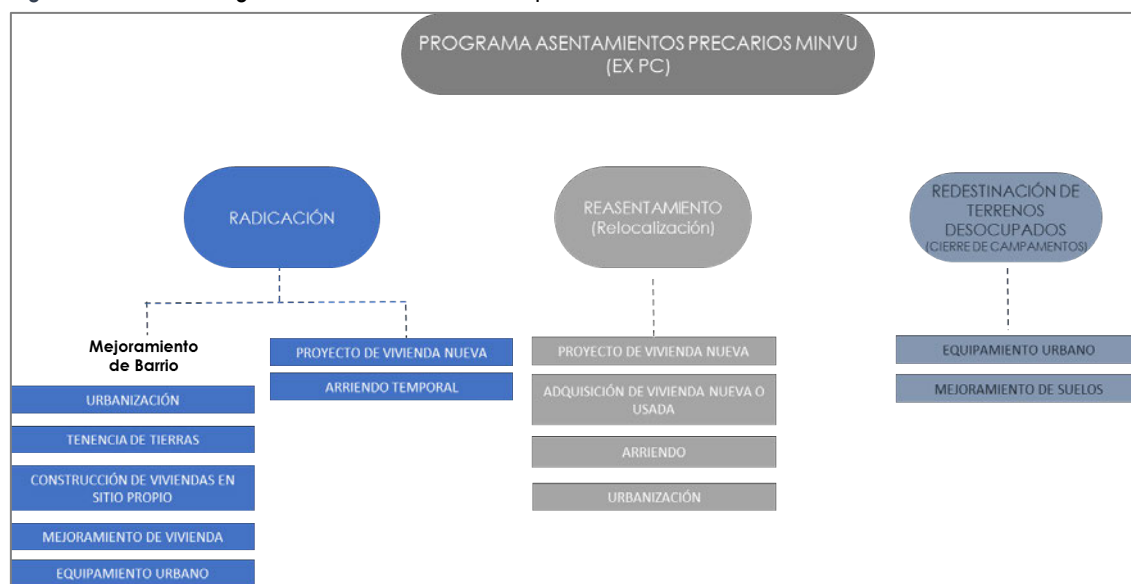 PROGRAMA ASENTAMIENTOS PRECARIOS MINVU
(EX PC)
RADICACIÓN
REASENTAMIENTO
(Relocalización)
REDESTINACIÓN DE
TERRENOS
DESOCUPADOS
(CIERRE DE CAMPAMENTOS)
Mejoramiento
de Barrio
URBANIZACIÓN
TENENCIA DE TIERRAS
CONSTRUCCIÓN DE VIVIENDAS EN
SITIO PROPIO
MEJORAMIENTO DE VIVIENDA
EQUIPAMIENTO URBANO
PROYECTO DE VIVIENDA NUEVA
ARRIENDO TEMPORAL
PROYECTO DE VIVIENDA NUEVA
ADQUISICIÓN DE VIVIENDA NUEVA O
USADA
ARRIENDO
URBANIZACIÓN
EQUIPAMIENTO URBANO
MEJORAMIENTO DE SUELOS